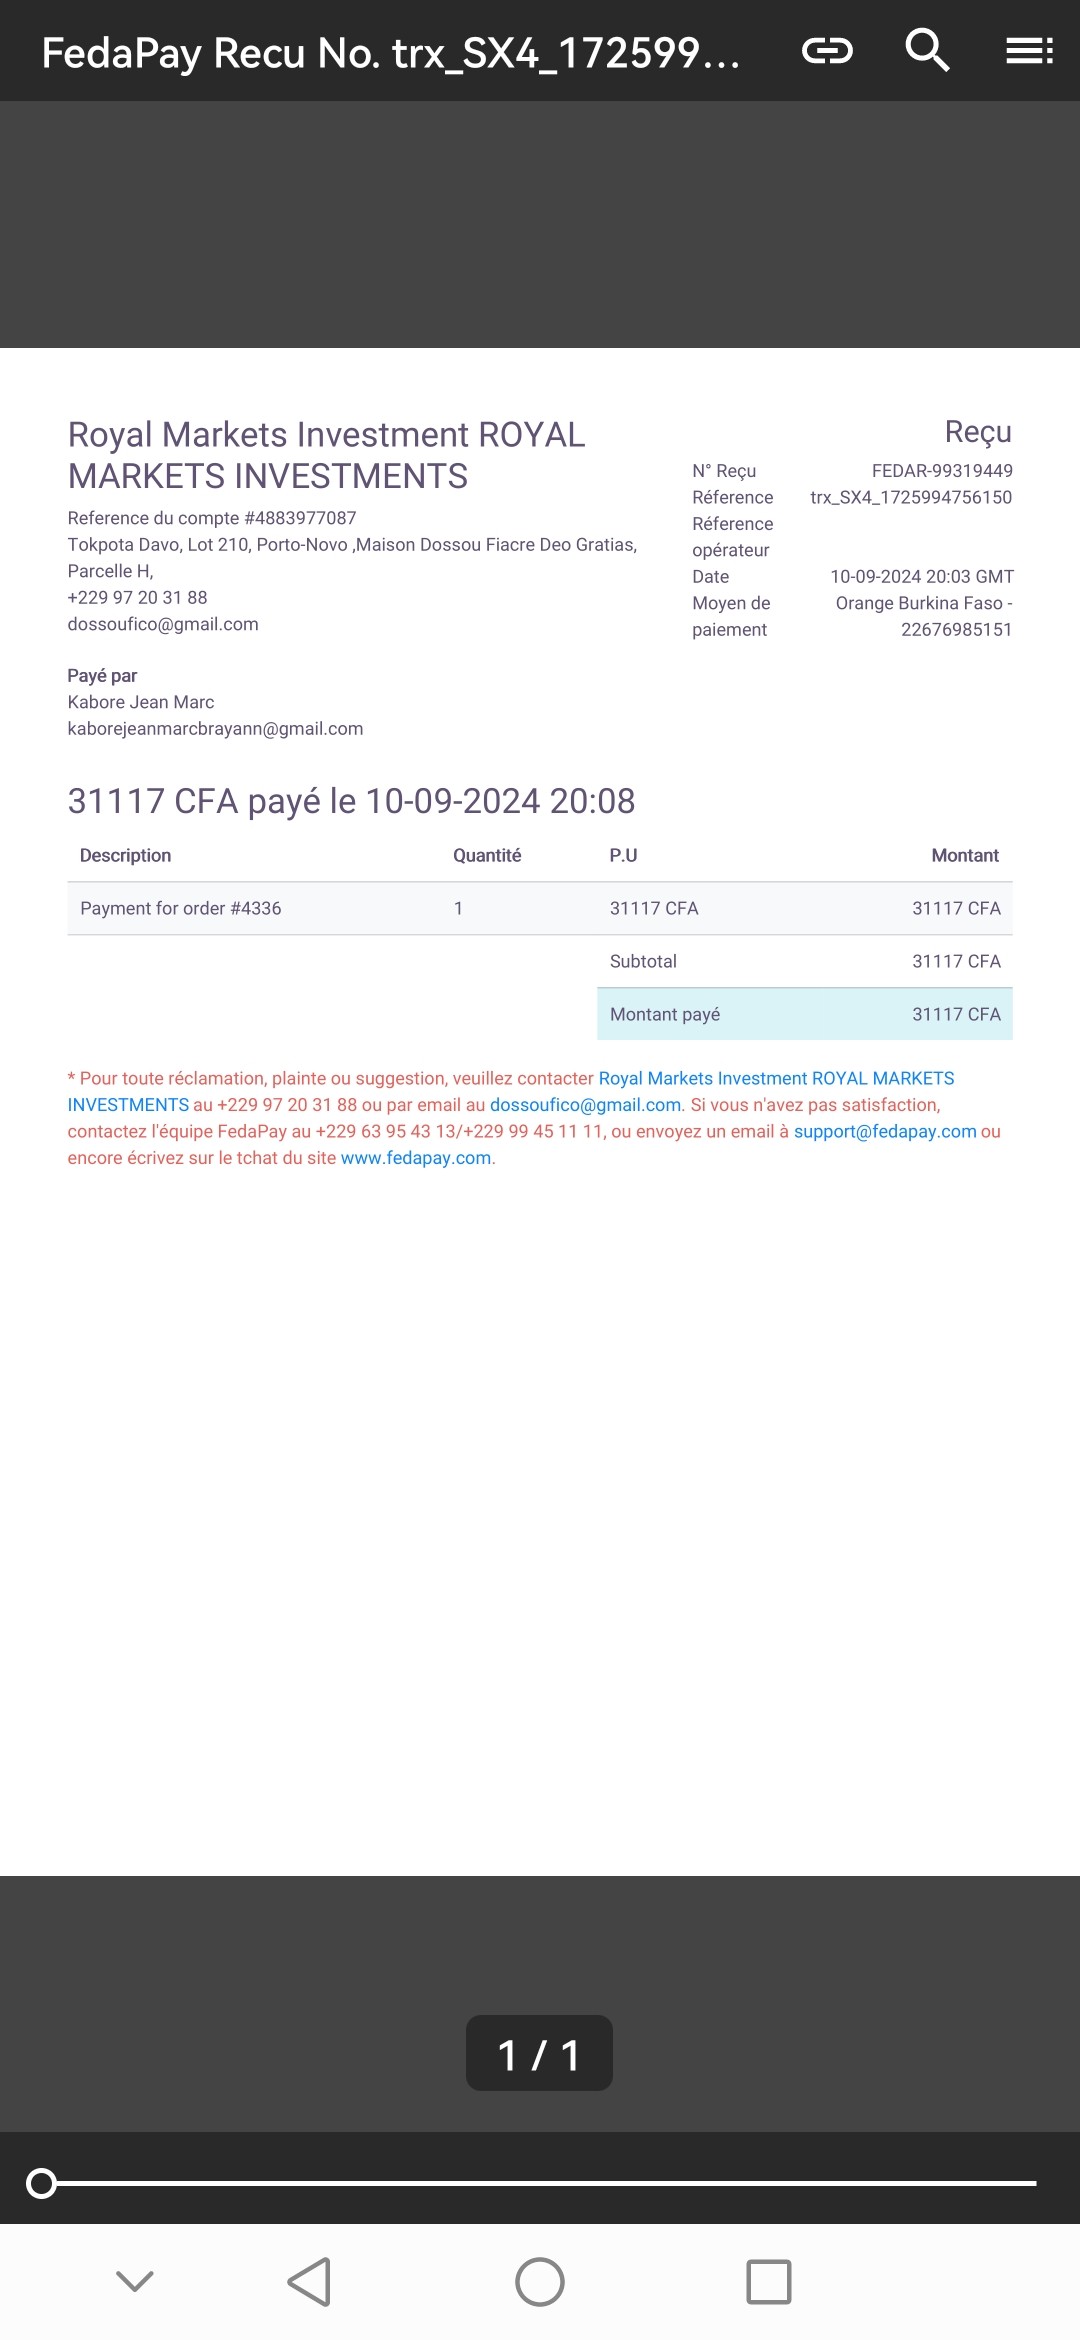 FedaPay Recu No. trx_SX4_172599...
Royal Markets Investment ROYAL
MARKETS INVESTMENTS
Reference du compte #4883977087
Tokpota Davo, Lot 210, Porto-Novo ,Maison Dossou Fiacre Deo Gratias,
Parcelle H,
+229 97 20 31 88
dossoufico@gmail.com
Reçu
N° Reçu FEDAR-99319449
Réference trx_SX4_1725994756150
Réference
opérateur
Date 10-09-2024 20:03 GMT
Moyen de Orange Burkina Faso -
paiement 22676985151
Payé par
Kabore Jean Marc
kaborejeanmarcbrayann@gmail.com
31117 CFA payé le 10-09-2024 20:08
Description Quantité P.U Montant
Payment for order #4336 1 31117 CFA 31117 CFA
Subtotal 31117 CFA
Montant payé 31117 CFA
* Pour toute réclamation, plainte ou suggestion, veuillez contacter Royal Markets Investment ROYAL MARKETS
INVESTMENTS au +229 97 20 31 88 ou par email au dossoufico@gmail.com. Si vous n'avez pas satisfaction,
contactez l'équipe FedaPay au +229 63 95 43 13/+229 99 45 11 11, ou envoyez un email à support@fedapay.com ou
encore écrivez sur le tchat du site www.fedapay.com.
1 / 1